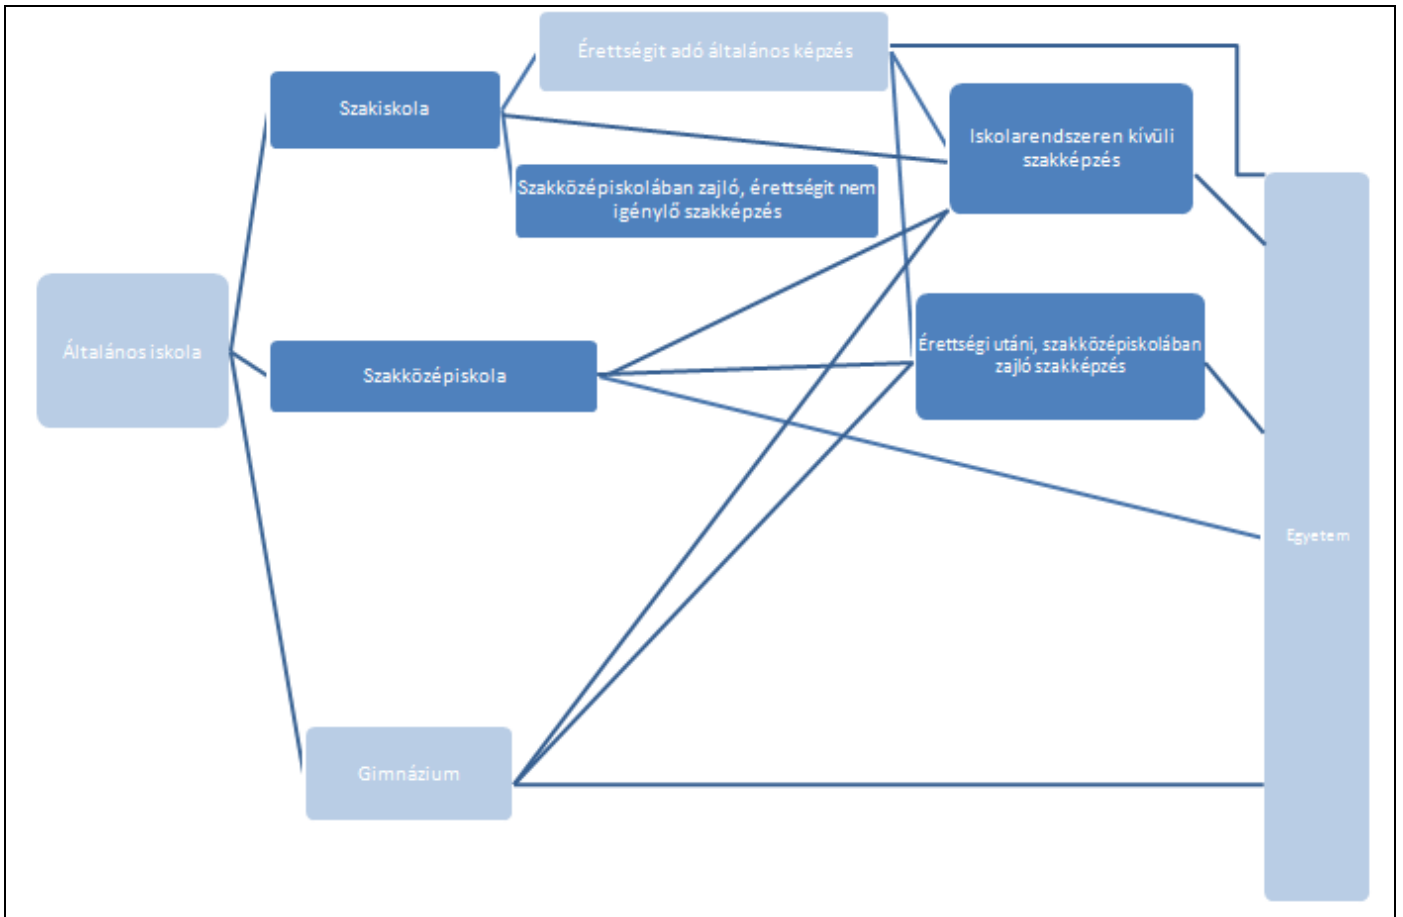 Érettségit adó általános képzés
Szakiskola
Iskolarendszeren kívüli
szakképzés
Szakközépiskolában zajló, érettségit nem
igénylő szakképzés
Általános iskola
Szakközépiskola
Érettségi utáni, szakközépiskolában
zajló szakképzés
Egyetem
Gimnázium